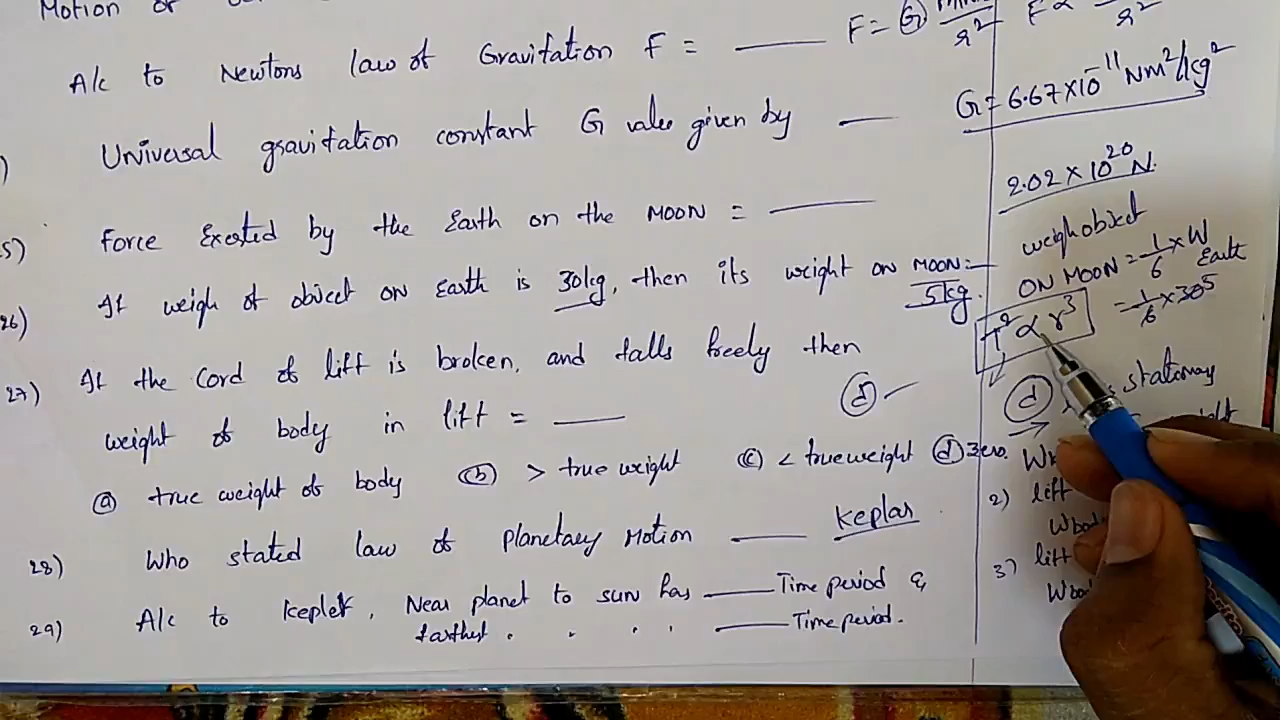 Motion of
A/c to Newtons law of Gravitation F = ____ F = G
r² F ∝
r²
) Universal gravitation constant G value given by ____
G = 6.67×10⁻¹¹ Nm²/kg²
5) Force Exerted by the Earth on the MOON = ____
2.02 × 10²⁰ N.
26) If weigh of object on Earth is 30kg, then its weight on MOON = ____
5kg.
weigh object
ON MOON = 1/6 × W Earth
= 1/6 × 30 5
T² ∝ r³
27) If the Cord of lift is broken, and falls freely then
weight of body in lift = ____
(d)
(a) true weight of body (b) > true weight (c) < true weight (d) Zero.
(d) stationary
2) lift
3) lift
28) Who stated law of planetary Motion ____ Keplar
29) A/c to Kepler, Near planet to sun has ____ Time period &
farthest " " " " ____ Time period.